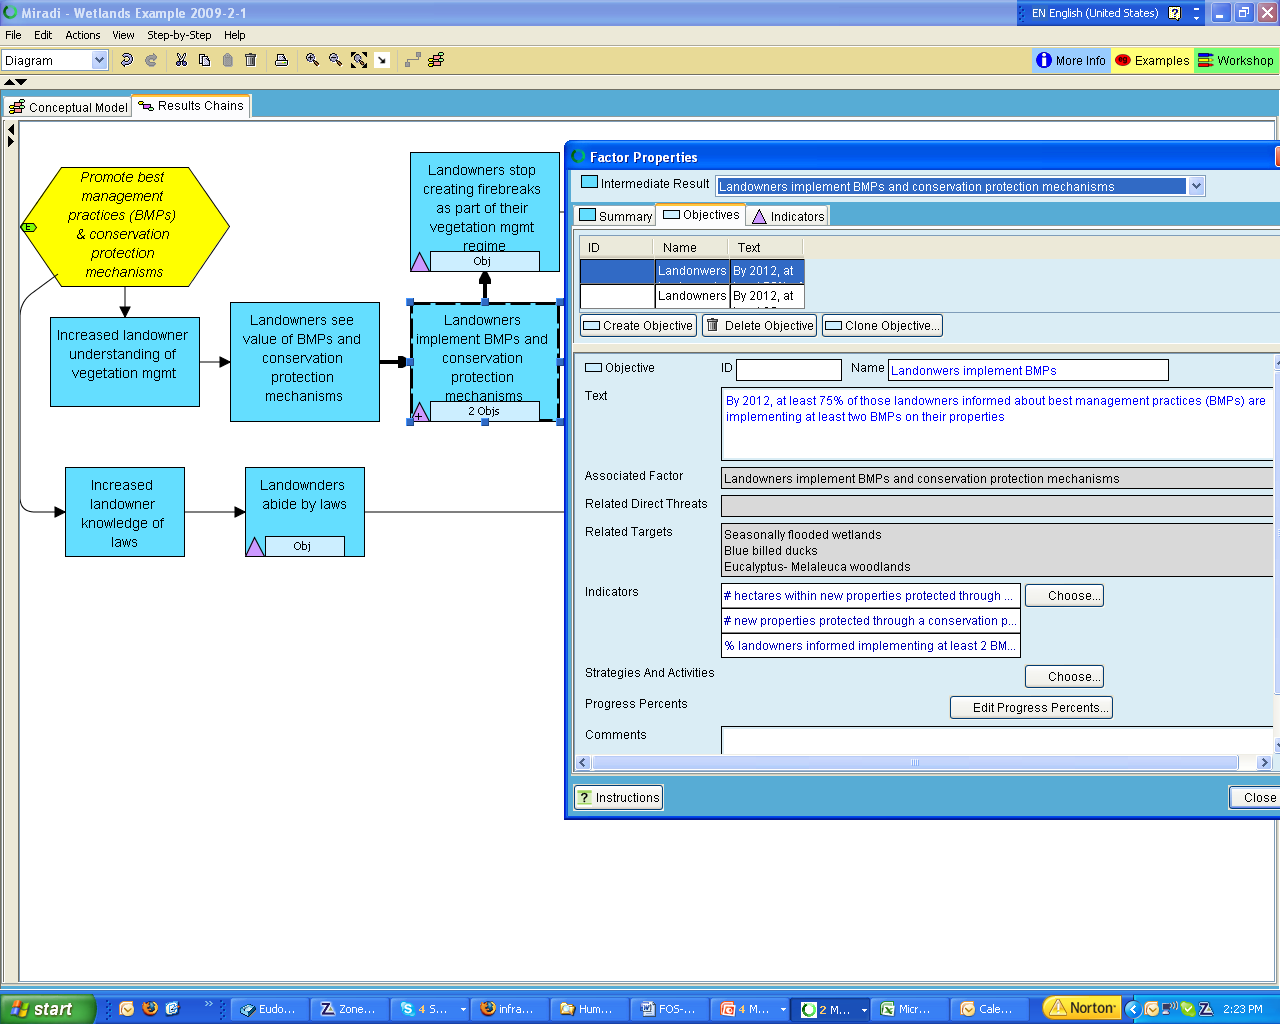 Miradi - Wetlands Example 2009-2-1
EN English (United States)
File Edit Actions View Step-by-Step Help
Diagram
More Info Examples Workshop
Conceptual Model Results Chains
Promote best
management
practices (BMPs)
& conservation
protection
mechanisms
E
Increased landowner
understanding of
vegetation mgmt
Landowners see
value of BMPs and
conservation
protection
mechanisms
Landowners stop
creating firebreaks
as part of their
vegetation mgmt
regime
Obj
Landowners
implement BMPs and
conservation
protection
mechanisms
2 Objs
Increased
landowner
knowledge of
laws
Landownders
abide by laws
Obj
Factor Properties
Intermediate Result Landowners implement BMPs and conservation protection mechanisms
Summary Objectives Indicators
ID Name Text
Landonwers By 2012, at
Landowners By 2012, at
Create Objective Delete Objective Clone Objective...
Objective ID Name Landonwers implement BMPs
Text By 2012, at least 75% of those landowners informed about best management practices (BMPs) are
implementing at least two BMPs on their properties
Associated Factor Landowners implement BMPs and conservation protection mechanisms
Related Direct Threats
Related Targets Seasonally flooded wetlands
Blue billed ducks
Eucalyptus- Melaleuca woodlands
Indicators # hectares within new properties protected through ... Choose...
# new properties protected through a conservation p...
% landowners informed implementing at least 2 BM...
Strategies And Activities Choose...
Progress Percents Edit Progress Percents...
Comments
? Instructions Close
start Eudo... Zone... 4 S... infra... Hum... FOS-... 4 M... 2 M... Micr... Cale... Norton 2:23 PM